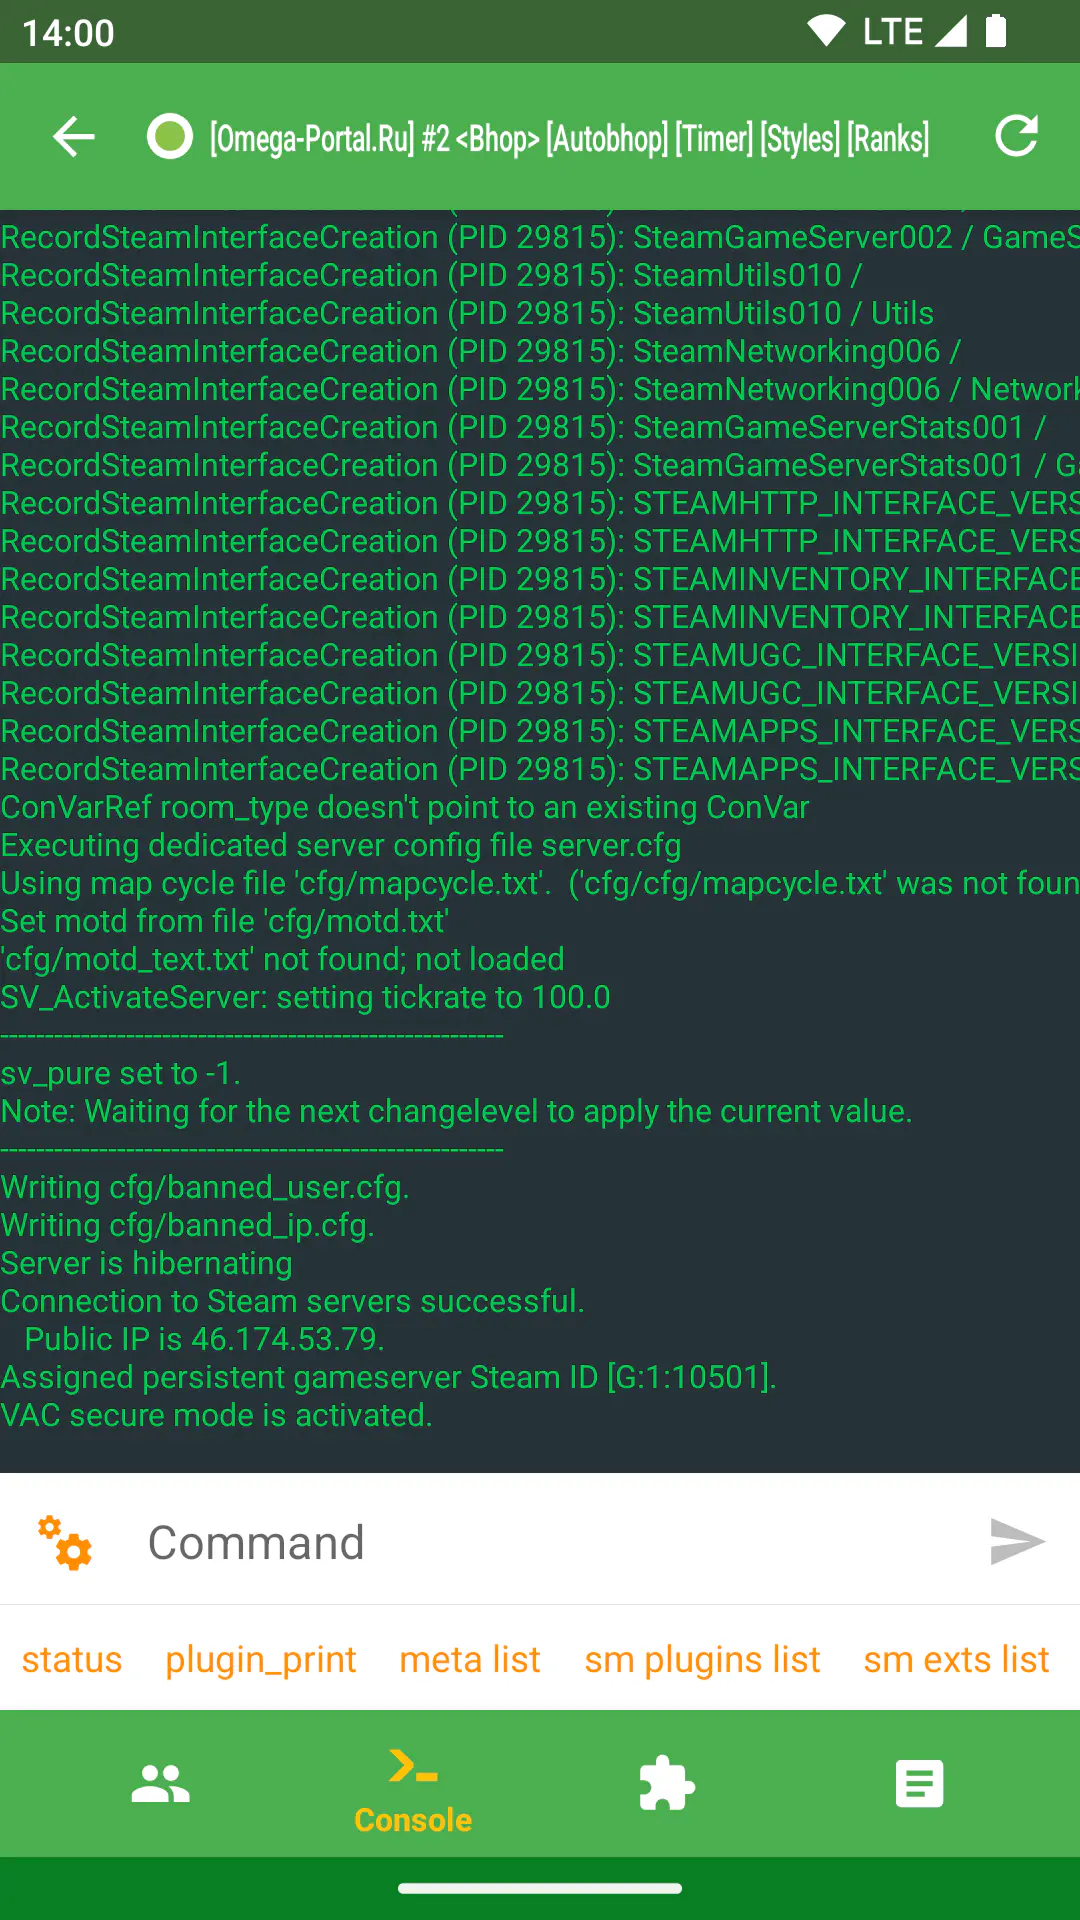 14:00 LTE
[Omega-Portal.Ru] #2 <Bhop> [Autobhop] [Timer] [Styles] [Ranks]
RecordSteamInterfaceCreation (PID 29815): SteamGameServer002 / GameS
RecordSteamInterfaceCreation (PID 29815): SteamUtils010 /
RecordSteamInterfaceCreation (PID 29815): SteamUtils010 / Utils
RecordSteamInterfaceCreation (PID 29815): SteamNetworking006 /
RecordSteamInterfaceCreation (PID 29815): SteamNetworking006 / Network
RecordSteamInterfaceCreation (PID 29815): SteamGameServerStats001 /
RecordSteamInterfaceCreation (PID 29815): SteamGameServerStats001 / Ga
RecordSteamInterfaceCreation (PID 29815): STEAMHTTP_INTERFACE_VERS
RecordSteamInterfaceCreation (PID 29815): STEAMHTTP_INTERFACE_VERS
RecordSteamInterfaceCreation (PID 29815): STEAMINVENTORY_INTERFACE
RecordSteamInterfaceCreation (PID 29815): STEAMINVENTORY_INTERFACE
RecordSteamInterfaceCreation (PID 29815): STEAMUGC_INTERFACE_VERSI
RecordSteamInterfaceCreation (PID 29815): STEAMUGC_INTERFACE_VERSI
RecordSteamInterfaceCreation (PID 29815): STEAMAPPS_INTERFACE_VERS
RecordSteamInterfaceCreation (PID 29815): STEAMAPPS_INTERFACE_VERS
ConVarRef room_type doesn't point to an existing ConVar
Executing dedicated server config file server.cfg
Using map cycle file 'cfg/mapcycle.txt'.  ('cfg/cfg/mapcycle.txt' was not foun
Set motd from file 'cfg/motd.txt'
'cfg/motd_text.txt' not found; not loaded
SV_ActivateServer: setting tickrate to 100.0
--------------------------------------------------------
sv_pure set to -1.
Note: Waiting for the next changelevel to apply the current value.
--------------------------------------------------------
Writing cfg/banned_user.cfg.
Writing cfg/banned_ip.cfg.
Server is hibernating
Connection to Steam servers successful.
   Public IP is 46.174.53.79.
Assigned persistent gameserver Steam ID [G:1:10501].
VAC secure mode is activated.
Command
status plugin_print meta list sm plugins list sm exts list
Console